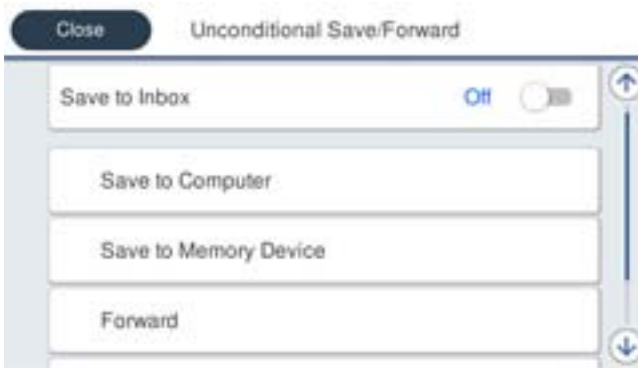 Close Unconditional Save/Forward
Save to Inbox Off
Save to Computer
Save to Memory Device
Forward